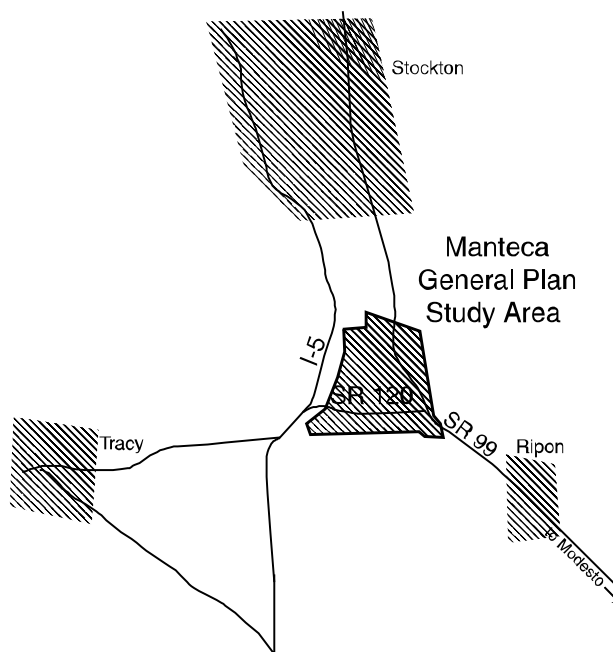 Stockton
Manteca
General Plan
Study Area
I-5
SR 120
SR 99
Tracy
Ripon
to Modesto